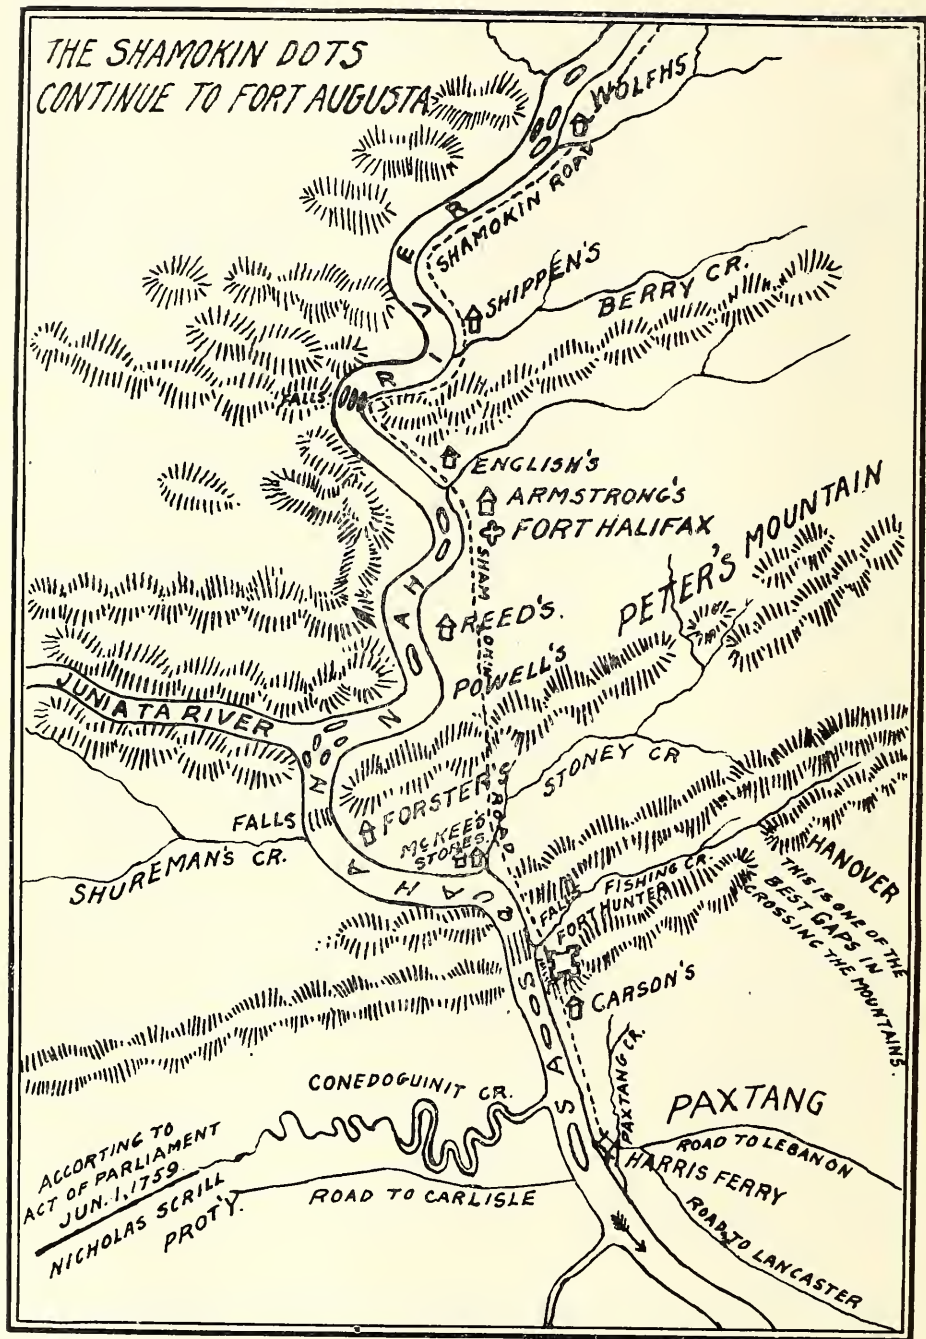 THE SHAMOKIN DOTS
CONTINUE TO FORT AUGUSTA
WOLFHS
SHAMOKIN ROAD
RIVER
SHIPPEN'S
BERRY CR.
FALLS
ENGLISH'S
ARMSTRONG'S
FORT HALIFAX
PETER'S MOUNTAIN
SHAMOKIN'S ROAD
REED'S.
POWELL'S
JUNIATA RIVER
STONEY CR
FORSTER
FALLS
McKEE'S
STORES
SHUREMAN'S CR.
SUSSQUAHANNAH
HANOVER
FISHING CR.
FALLS
FORT HUNTER
THIS IS ONE OF THE
BEST GAPS IN
CROSSING THE MOUNTAINS.
CARSON'S
PAXTANG CR.
CONEDOGUINIT CR.
PAXTANG
ROAD TO LEBANON
HARRIS FERRY
ACCORTING TO
ACT OF PARLIAMENT
JUN. 1, 1759.
NICHOLAS SCRILL
PROTY.
ROAD TO CARLISLE
ROAD TO LANCASTER